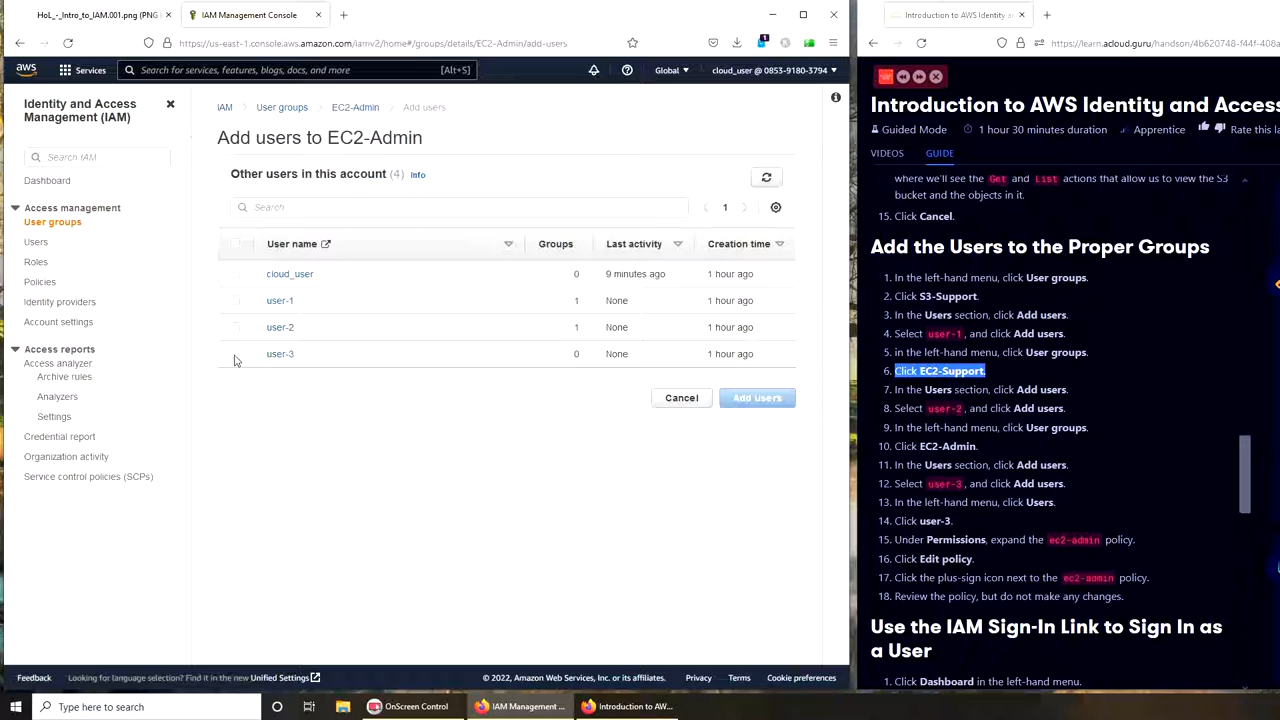 HoL_-_Intro_to_IAM.001.png (PNG I
IAM Management Console
Introduction to AWS Identity an
https://us-east-1.console.aws.amazon.com/iamv2/home#/groups/details/EC2-Admin/add-users
https://learn.acloud.guru/handson/4b620748-f44f-408a
aws
Services
Search for services, features, blogs, docs, and more
[Alt+S]
Global
cloud_user @ 0853-9180-3794
Identity and Access Management (IAM)
Search IAM
Dashboard
Access management
User groups
Users
Roles
Policies
Identity providers
Account settings
Access reports
Access analyzer
Archive rules
Analyzers
Settings
Credential report
Organization activity
Service control policies (SCPs)
IAM
User groups
EC2-Admin
Add users
Add users to EC2-Admin
Other users in this account (4) Info
Search
1
User name Groups Last activity Creation time
cloud_user 0 9 minutes ago 1 hour ago
user-1 1 None 1 hour ago
user-2 1 None 1 hour ago
user-3 0 None 1 hour ago
Cancel
Add users
Introduction to AWS Identity and Access
Guided Mode
1 hour 30 minutes duration
Apprentice
Rate this la
VIDEOS
GUIDE
where we'll see the Get and List actions that allow us to view the S3
bucket and the objects in it.
15. Click Cancel.
Add the Users to the Proper Groups
1. In the left-hand menu, click User groups.
2. Click S3-Support.
3. In the Users section, click Add users.
4. Select user-1, and click Add users.
5. in the left-hand menu, click User groups.
6. Click EC2-Support.
7. In the Users section, click Add users.
8. Select user-2, and click Add users.
9. In the left-hand menu, click User groups.
10. Click EC2-Admin.
11. In the Users section, click Add users.
12. Select user-3, and click Add users.
13. In the left-hand menu, click Users.
14. Click user-3.
15. Under Permissions, expand the ec2-admin policy.
16. Click Edit policy.
17. Click the plus-sign icon next to the ec2-admin policy.
18. Review the policy, but do not make any changes.
Use the IAM Sign-In Link to Sign In as
a User
1. Click Dashboard in the left-hand menu.
Feedback
Looking for language selection? Find it in the new Unified Settings
© 2022, Amazon Web Services, Inc. or its affiliates.
Privacy
Terms
Cookie preferences
Type here to search
OnScreen Control
IAM Management ...
Introduction to AW...